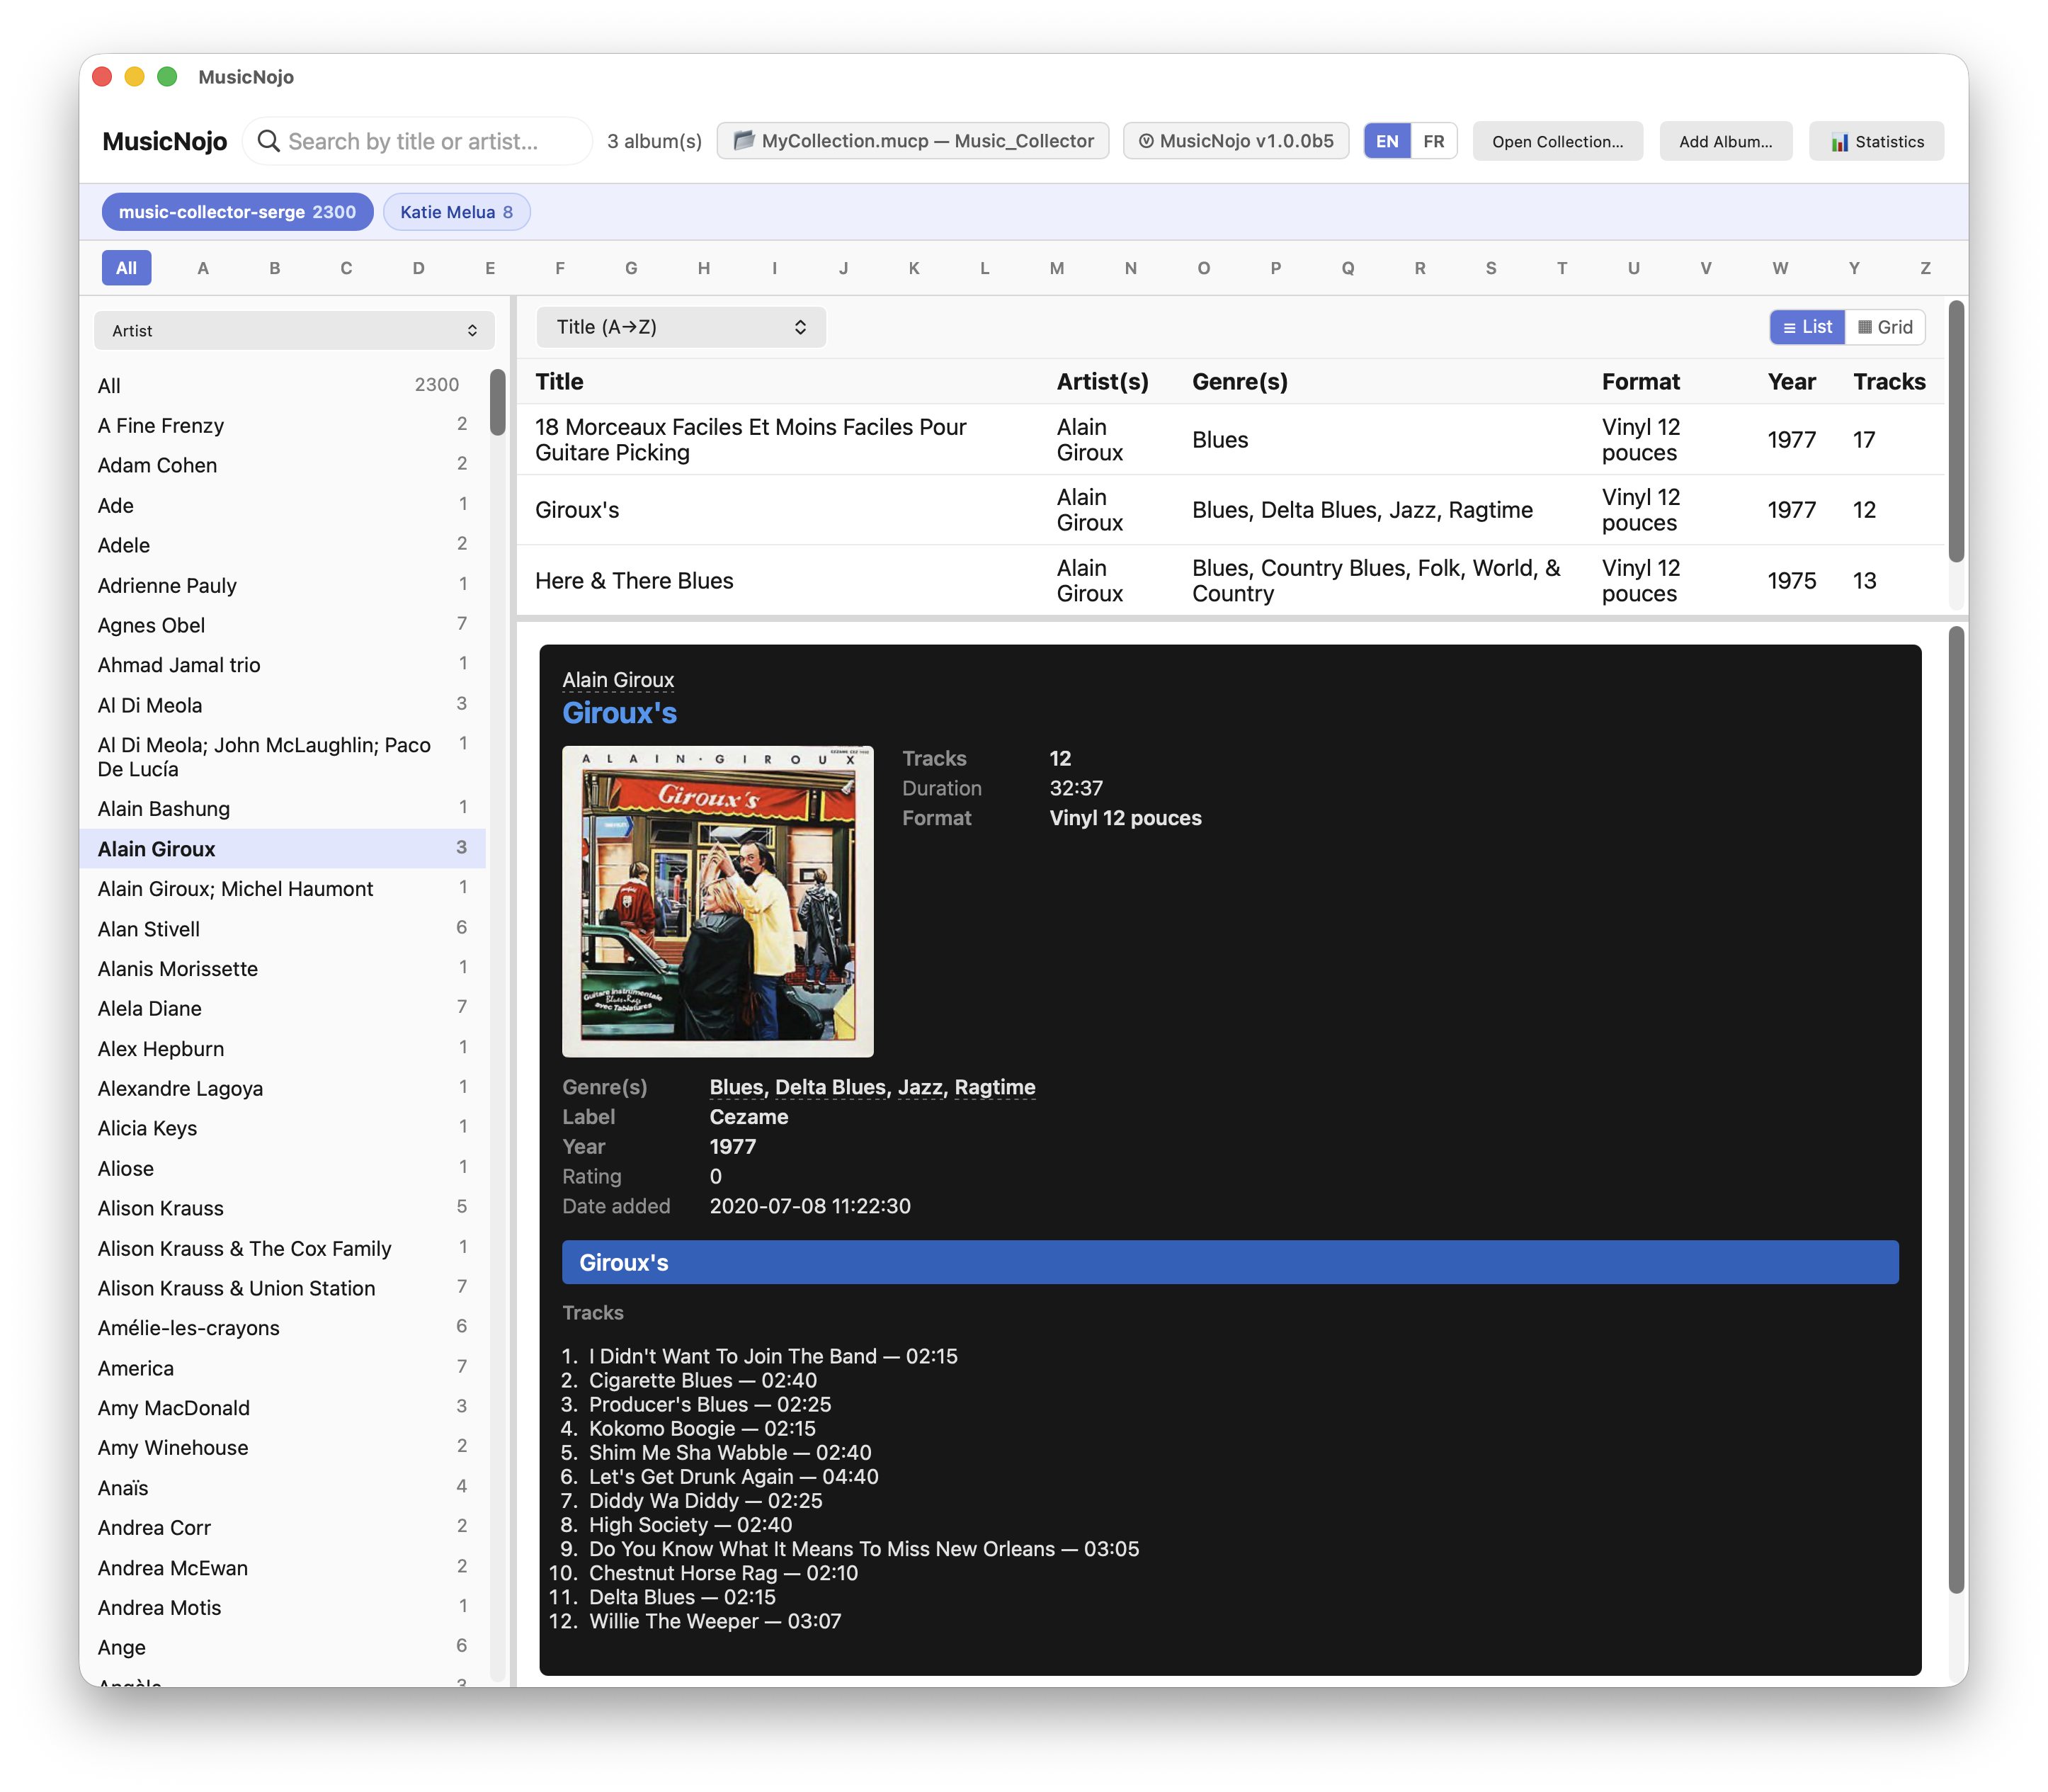 MusicNojo
MusicNojo
Search by title or artist...
3 album(s)
MyCollection.mucp — Music_Collector
Ⓥ MusicNojo v1.0.0b5
EN
FR
Open Collection...
Add Album...
Statistics
music-collector-serge 2300
Katie Melua 8
All A B C D E F G H I J K L M N O P Q R S T U V W Y Z
Artist
All 2300
A Fine Frenzy 2
Adam Cohen 2
Ade 1
Adele 2
Adrienne Pauly 1
Agnes Obel 7
Ahmad Jamal trio 1
Al Di Meola 3
Al Di Meola; John McLaughlin; Paco 1
De Lucía
Alain Bashung 1
Alain Giroux 3
Alain Giroux; Michel Haumont 1
Alan Stivell 6
Alanis Morissette 1
Alela Diane 7
Alex Hepburn 1
Alexandre Lagoya 1
Alicia Keys 1
Aliose 1
Alison Krauss 5
Alison Krauss & The Cox Family 1
Alison Krauss & Union Station 7
Amélie-les-crayons 6
America 7
Amy MacDonald 3
Amy Winehouse 2
Anaïs 4
Andrea Corr 2
Andrea McEwan 2
Andrea Motis 1
Ange 6
Title (A→Z)
List
Grid
Title Artist(s) Genre(s) Format Year Tracks
18 Morceaux Faciles Et Moins Faciles Pour
Guitare Picking
Alain
Giroux
Blues
Vinyl 12
pouces
1977
17
Giroux's
Alain
Giroux
Blues, Delta Blues, Jazz, Ragtime
Vinyl 12
pouces
1977
12
Here & There Blues
Alain
Giroux
Blues, Country Blues, Folk, World, &
Country
Vinyl 12
pouces
1975
13
Alain Giroux
Giroux's
ALAIN·GIROUX
Giroux's
Guitare Instrumentale
Blues-Rags
avec Tablatures
Tracks 12
Duration 32:37
Format Vinyl 12 pouces
Genre(s) Blues, Delta Blues, Jazz, Ragtime
Label Cezame
Year 1977
Rating 0
Date added 2020-07-08 11:22:30
Giroux's
Tracks
1. I Didn't Want To Join The Band — 02:15
2. Cigarette Blues — 02:40
3. Producer's Blues — 02:25
4. Kokomo Boogie — 02:15
5. Shim Me Sha Wabble — 02:40
6. Let's Get Drunk Again — 04:40
7. Diddy Wa Diddy — 02:25
8. High Society — 02:40
9. Do You Know What It Means To Miss New Orleans — 03:05
10. Chestnut Horse Rag — 02:10
11. Delta Blues — 02:15
12. Willie The Weeper — 03:07